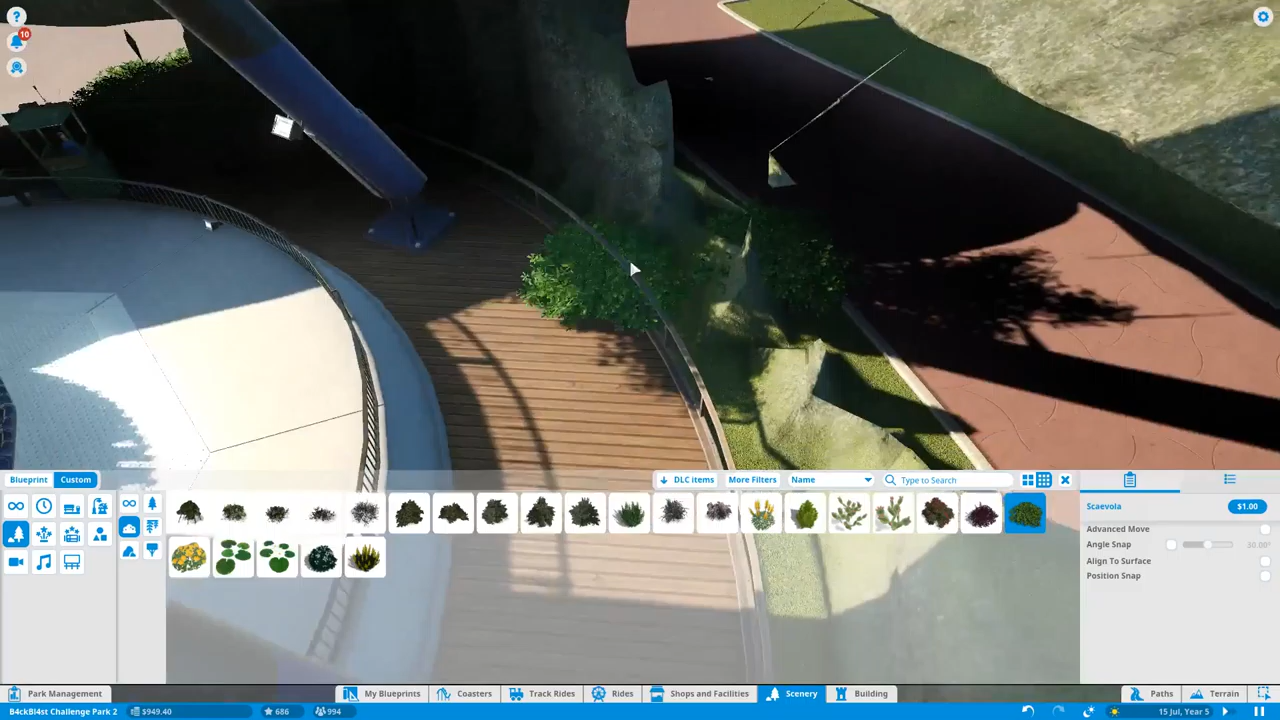 ?
10
Blueprint
Custom
DLC items
More Filters
Name
Type to Search
Scaevola
$1.00
Advanced Move
Angle Snap
30.00°
Align To Surface
Position Snap
Park Management
My Blueprints
Coasters
Track Rides
Rides
Shops and Facilities
Scenery
Building
Paths
Terrain
B4ckBl4st Challenge Park 2
$949.40
686
994
15 Jul, Year 5